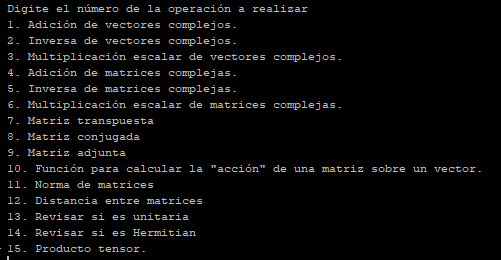 Digite el número de la operación a realizar
1. Adición de vectores complejos.
2. Inversa de vectores complejos.
3. Multiplicación escalar de vectores complejos.
4. Adición de matrices complejas.
5. Inversa de matrices complejas.
6. Multiplicación escalar de matrices complejas.
7. Matriz transpuesta
8. Matriz conjugada
9. Matriz adjunta
10. Función para calcular la "acción" de una matriz sobre un vector.
11. Norma de matrices
12. Distancia entre matrices
13. Revisar si es unitaria
14. Revisar si es Hermitian
15. Producto tensor.